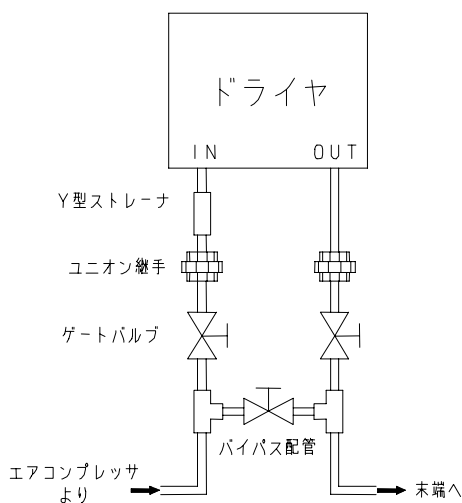 ドライヤ
IN
OUT
Y型ストレーナ
ユニオン継手
ゲートバルブ
バイパス配管
エアコンプレッサ
より
末端へ